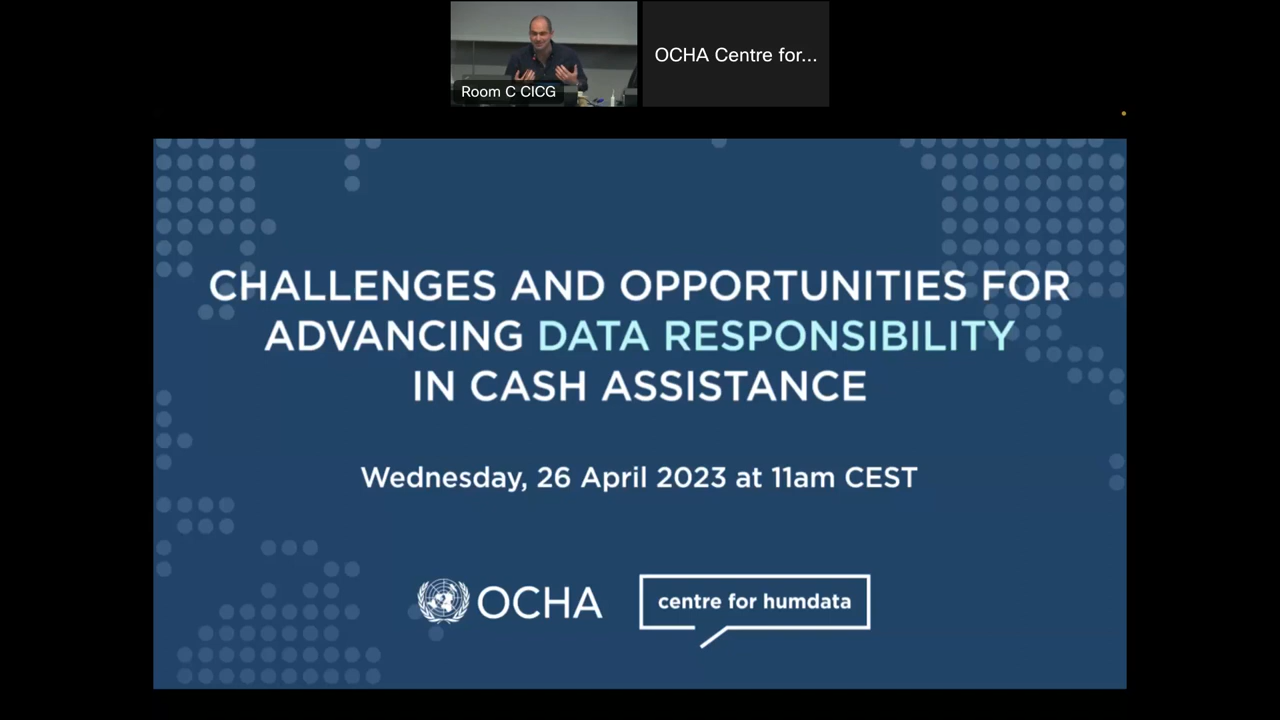 Room C CICG
OCHA Centre for...
CHALLENGES AND OPPORTUNITIES FOR
ADVANCING DATA RESPONSIBILITY
IN CASH ASSISTANCE
Wednesday, 26 April 2023 at 11am CEST
OCHA
centre for humdata